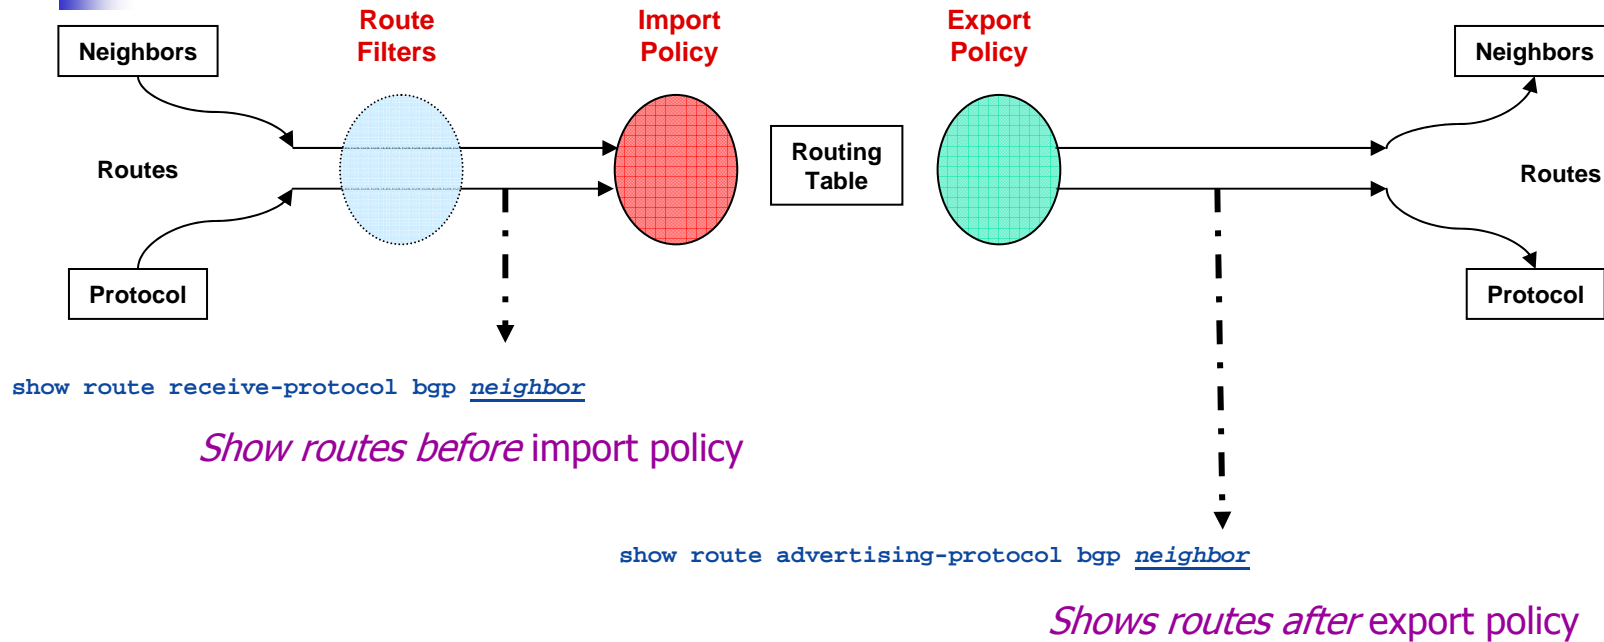 Route
Filters
Import
Policy
Export
Policy
Neighbors
Neighbors
Routes
Routing
Table
Routes
Protocol
Protocol
show route receive-protocol bgp neighbor
Show routes before import policy
show route advertising-protocol bgp neighbor
Shows routes after export policy